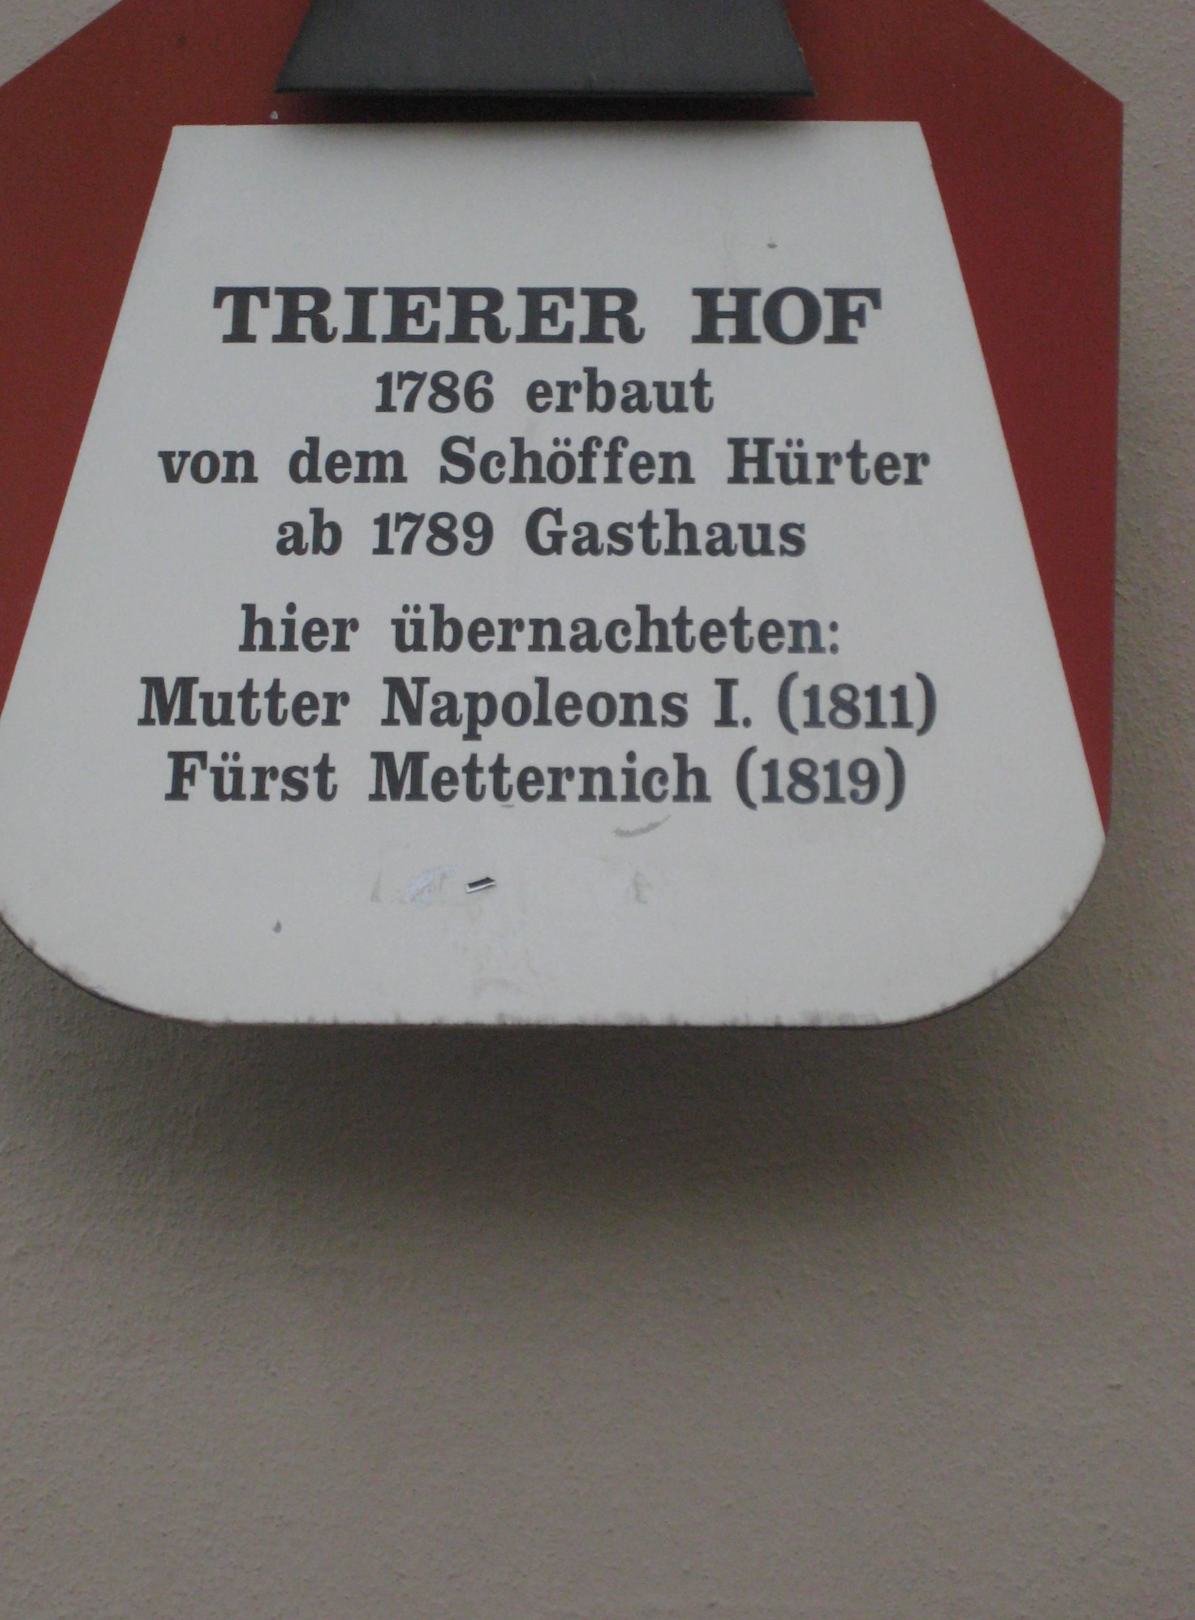 TRIERER HOF
1786 erbaut
von dem Schöffen Hürter
ab 1789 Gasthaus
hier übernachteten:
Mutter Napoleons I. (1811)
Fürst Metternich (1819)